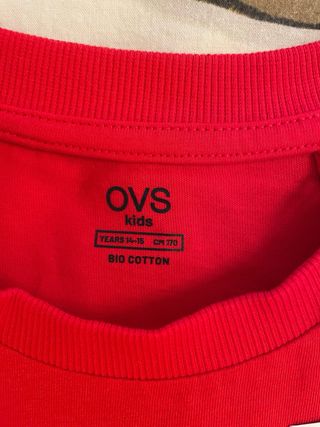 OVS
kids
YEARS 14-15 CM 170
BIO COTTON